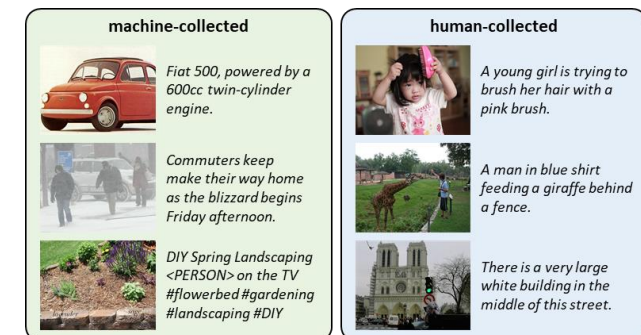 machine-collected
Fiat 500, powered by a
600cc twin-cylinder
engine.
Commuters keep
make their way home
as the blizzard begins
Friday afternoon.
DIY Spring Landscaping
<PERSON> on the TV
#flowerbed #gardening
#landscaping #DIY
human-collected
A young girl is trying to
brush her hair with a
pink brush.
A man in blue shirt
feeding a giraffe behind
a fence.
There is a very large
white building in the
middle of this street.